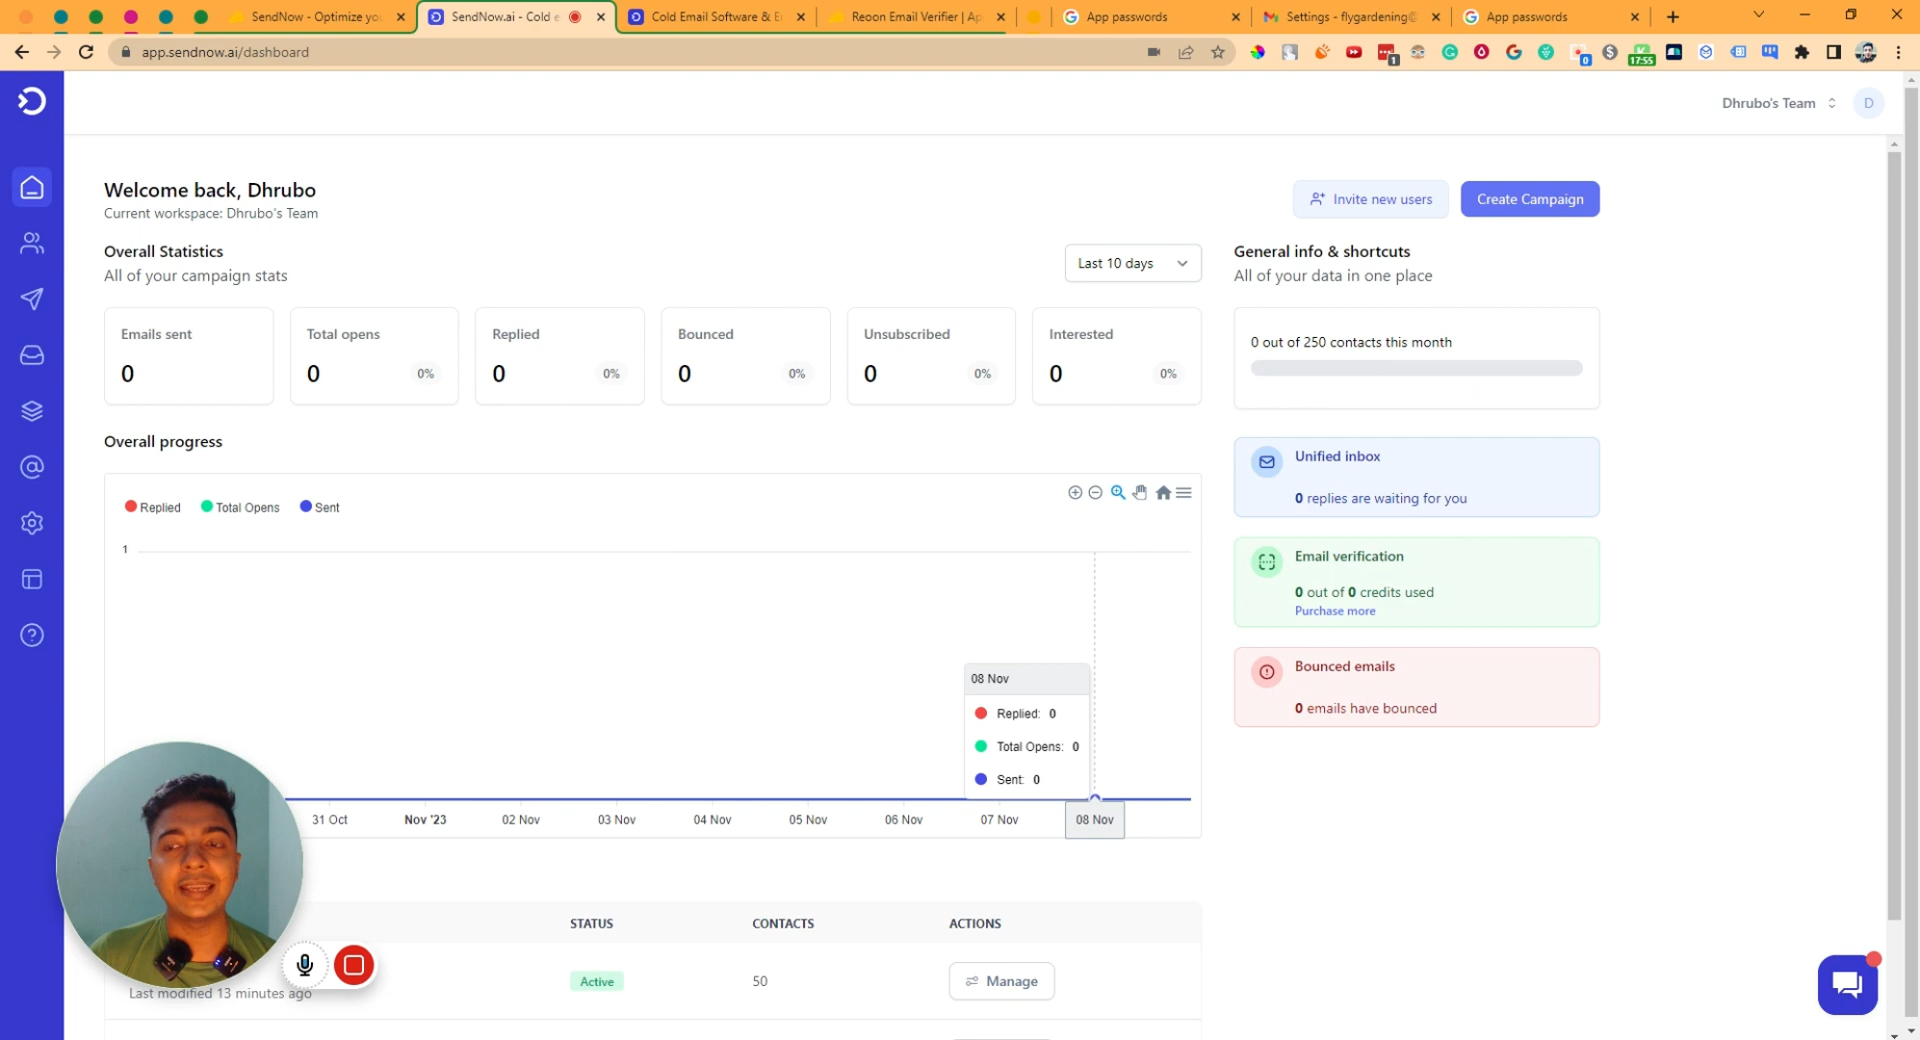 SendNow - Optimize you
SendNow.ai - Cold e
Cold Email Software & E
Reoon Email Verifier | Ap
App passwords
Settings - flygardening@
App passwords
app.sendnow.ai/dashboard
1
0
17:55
Dhrubo's Team
D
Welcome back, Dhrubo
Current workspace: Dhrubo's Team
Invite new users
Create Campaign
Overall Statistics
All of your campaign stats
Last 10 days
General info & shortcuts
All of your data in one place
Emails sent
0
Total opens
0 0%
Replied
0 0%
Bounced
0 0%
Unsubscribed
0 0%
Interested
0 0%
0 out of 250 contacts this month
Overall progress
Replied Total Opens Sent
1
08 Nov
Replied: 0
Total Opens: 0
Sent: 0
31 Oct Nov '23 02 Nov 03 Nov 04 Nov 05 Nov 06 Nov 07 Nov 08 Nov
Unified inbox
0 replies are waiting for you
Email verification
0 out of 0 credits used
Purchase more
Bounced emails
0 emails have bounced
STATUS CONTACTS ACTIONS
Active 50 Manage
Last modified 13 minutes ago